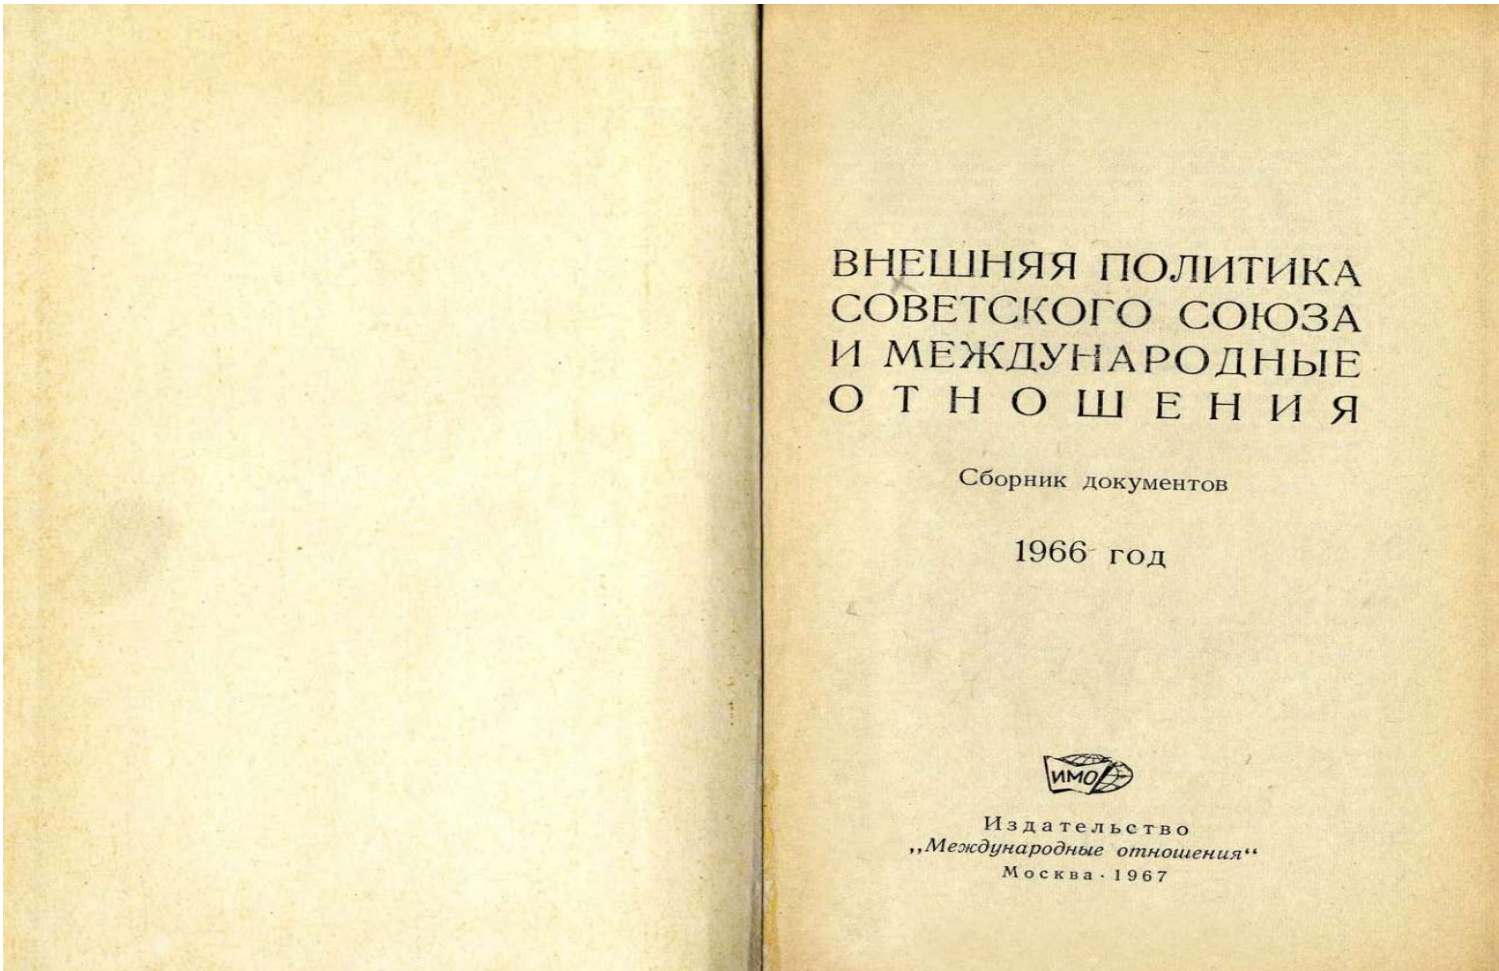 ВНЕШНЯЯ ПОЛИТИКА
СОВЕТСКОГО СОЮЗА
И МЕЖДУНАРОДНЫЕ
ОТНОШЕНИЯ
Сборник документов
1966 год
ИМО
Издательство
„Международные отношения“
Москва · 1967